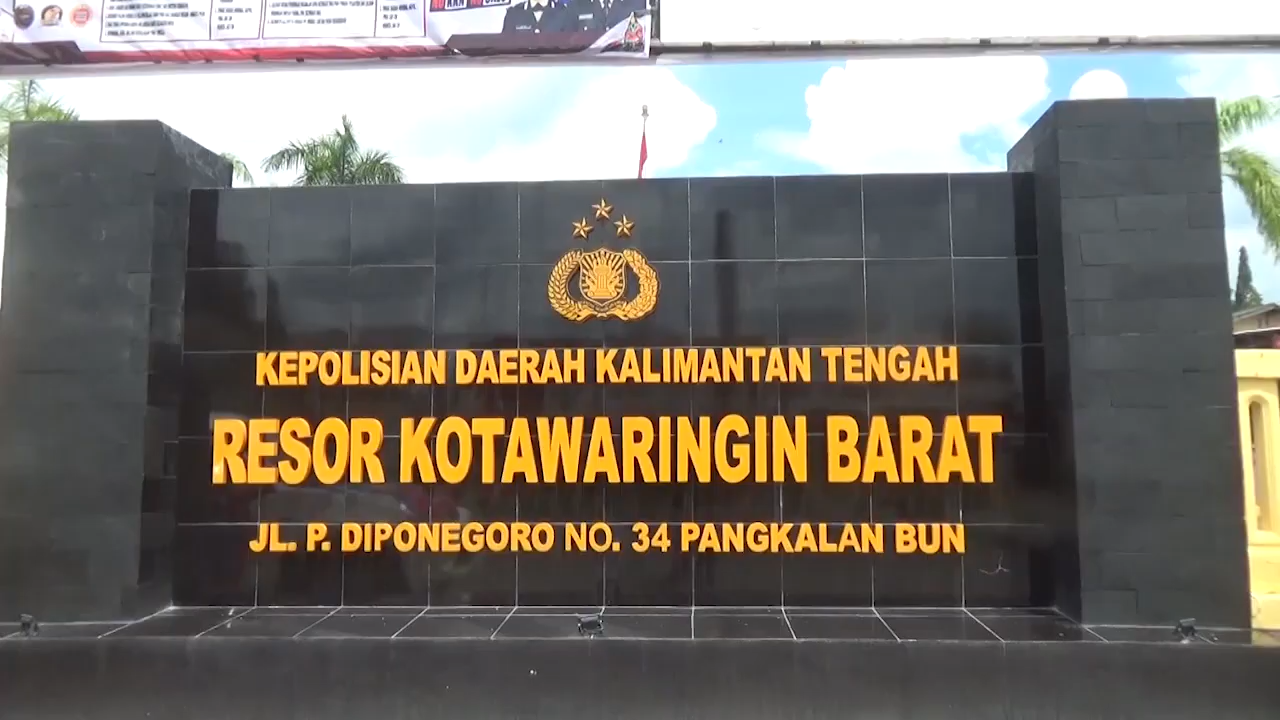 KEPOLISIAN DAERAH KALIMANTAN TENGAH
RESOR KOTAWARINGIN BARAT
JL. P. DIPONEGORO NO. 34 PANGKALAN BUN